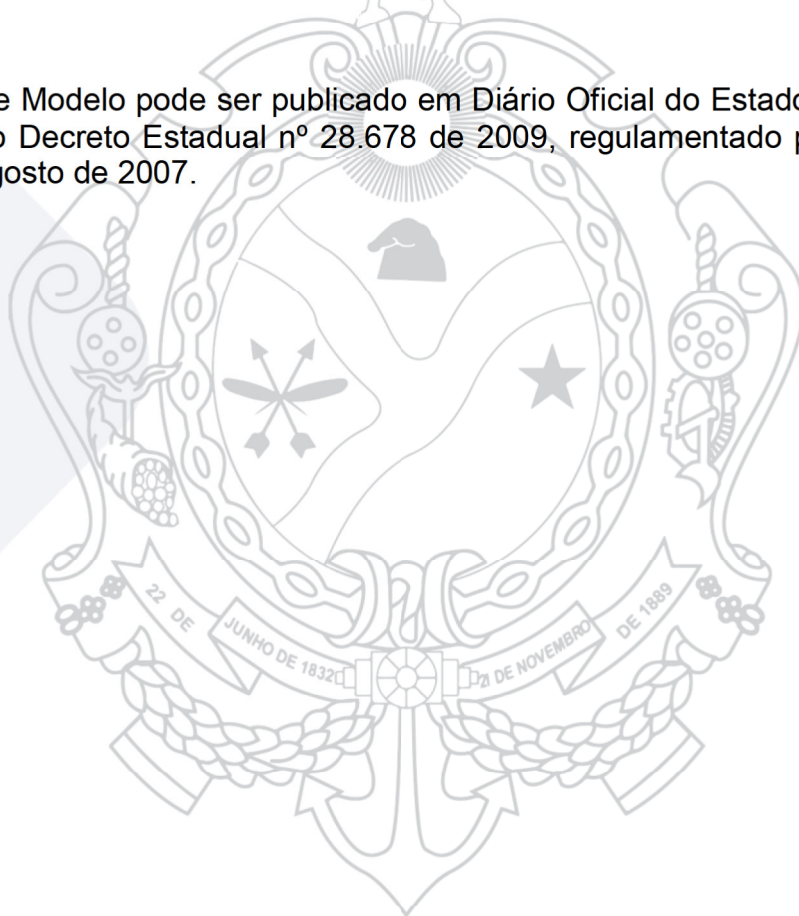 e Modelo pode ser publicado em Diário Oficial do Estado
o Decreto Estadual nº 28.678 de 2009, regulamentado p
gosto de 2007.
22 DE
JUNHO DE 1832
21 DE NOVEMBRO
DE 1889